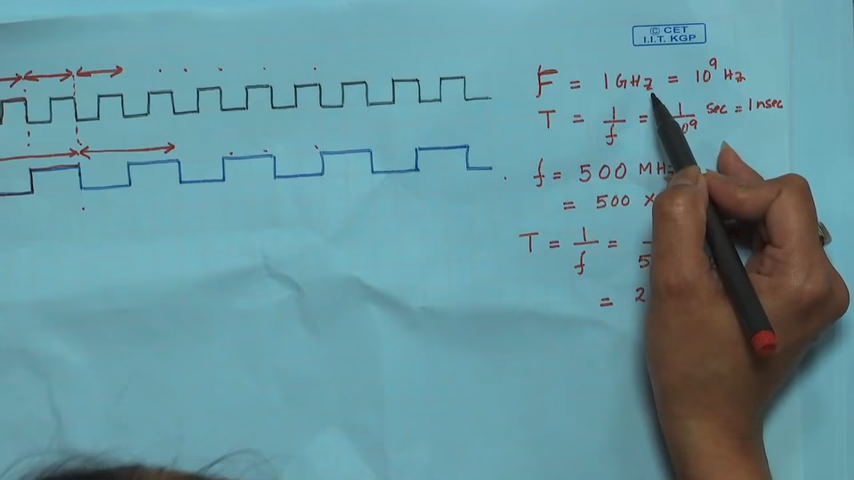 © CET
I.I.T. KGP
F = 1 GHz = 10⁹ Hz
T = 1/f = 1/10⁹ sec = 1 nsec
f = 500 MH
= 500 ×
T = 1/f =
= 2